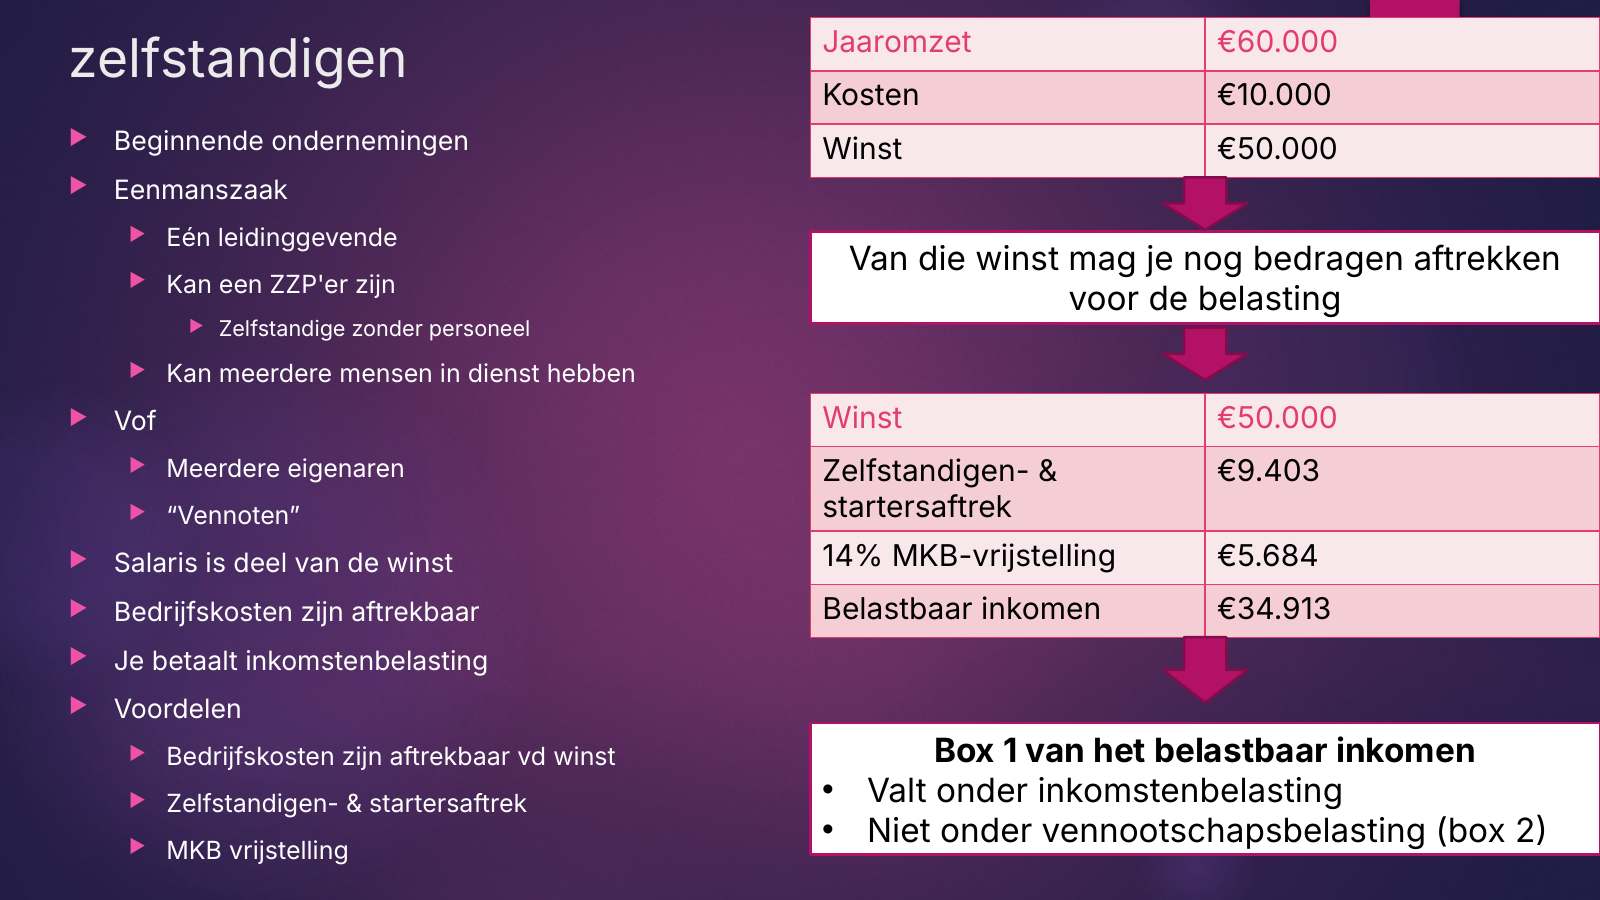 zelfstandigen
Beginnende ondernemingen
Eenmanszaak
Eén leidinggevende
Kan een ZZP'er zijn
Zelfstandige zonder personeel
Kan meerdere mensen in dienst hebben
Vof
Meerdere eigenaren
“Vennoten”
Salaris is deel van de winst
Bedrijfskosten zijn aftrekbaar
Je betaalt inkomstenbelasting
Voordelen
Bedrijfskosten zijn aftrekbaar vd winst
Zelfstandigen- & startersaftrek
MKB vrijstelling
Jaaromzet €60.000
Kosten €10.000
Winst €50.000
Van die winst mag je nog bedragen aftrekken
voor de belasting
Winst €50.000
Zelfstandigen- & €9.403
startersaftrek
14% MKB-vrijstelling €5.684
Belastbaar inkomen €34.913
Box 1 van het belastbaar inkomen
• Valt onder inkomstenbelasting
• Niet onder vennootschapsbelasting (box 2)